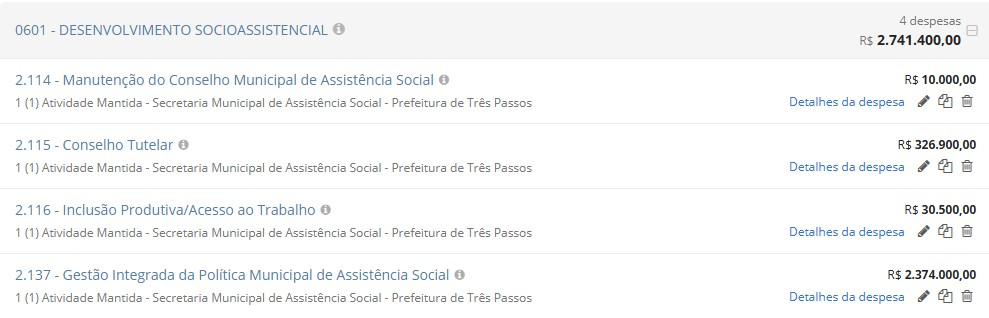 0601 - DESENVOLVIMENTO SOCIOASSISTENCIAL
4 despesas
R$ 2.741.400,00
2.114 - Manutenção do Conselho Municipal de Assistência Social
R$ 10.000,00
1 (1) Atividade Mantida - Secretaria Municipal de Assistência Social - Prefeitura de Três Passos
Detalhes da despesa
2.115 - Conselho Tutelar
R$ 326.900,00
1 (1) Atividade Mantida - Secretaria Municipal de Assistência Social - Prefeitura de Três Passos
Detalhes da despesa
2.116 - Inclusão Produtiva/Acesso ao Trabalho
R$ 30.500,00
1 (1) Atividade Mantida - Secretaria Municipal de Assistência Social - Prefeitura de Três Passos
Detalhes da despesa
2.137 - Gestão Integrada da Política Municipal de Assistência Social
R$ 2.374.000,00
1 (1) Atividade Mantida - Secretaria Municipal de Assistência Social - Prefeitura de Três Passos
Detalhes da despesa